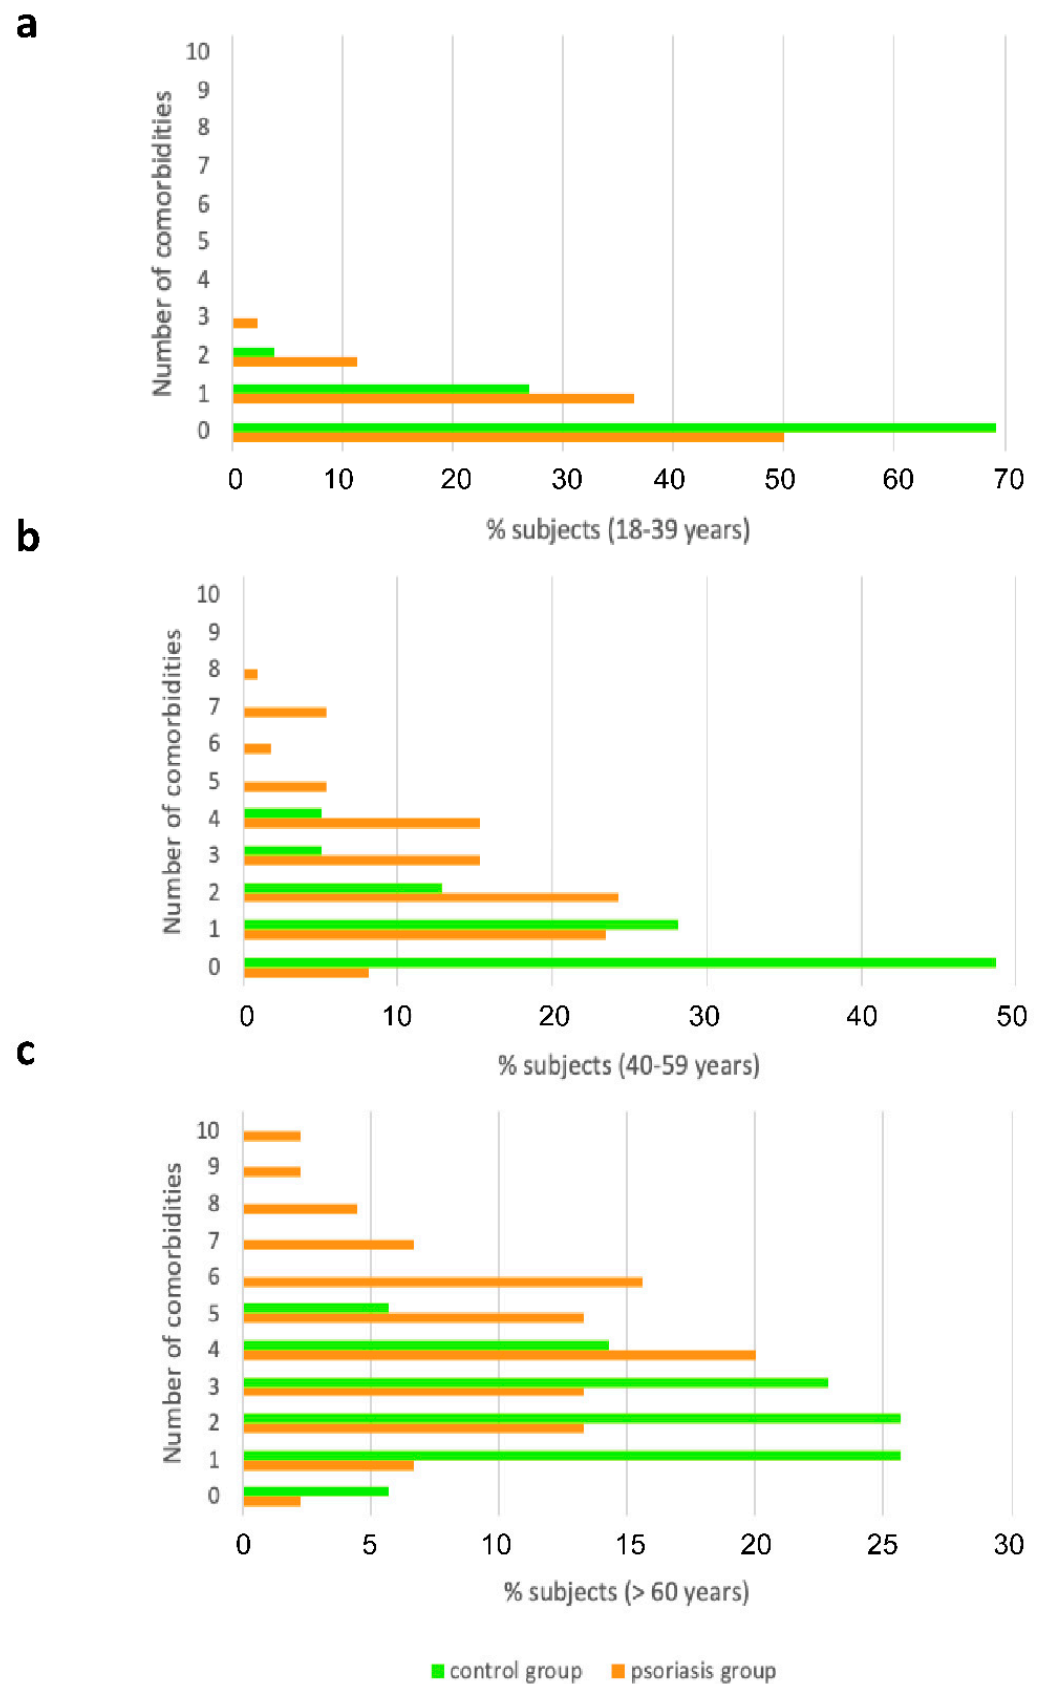 a
10
9
8
7
6
5
4
3
2
1
0
Number of comorbidities
0 10 20 30 40 50 60 70
% subjects (18-39 years)
b
10
9
8
7
6
5
4
3
2
1
0
Number of comorbidities
0 10 20 30 40 50
% subjects (40-59 years)
c
10
9
8
7
6
5
4
3
2
1
0
Number of comorbidities
0 5 10 15 20 25 30
% subjects (> 60 years)
control group psoriasis group